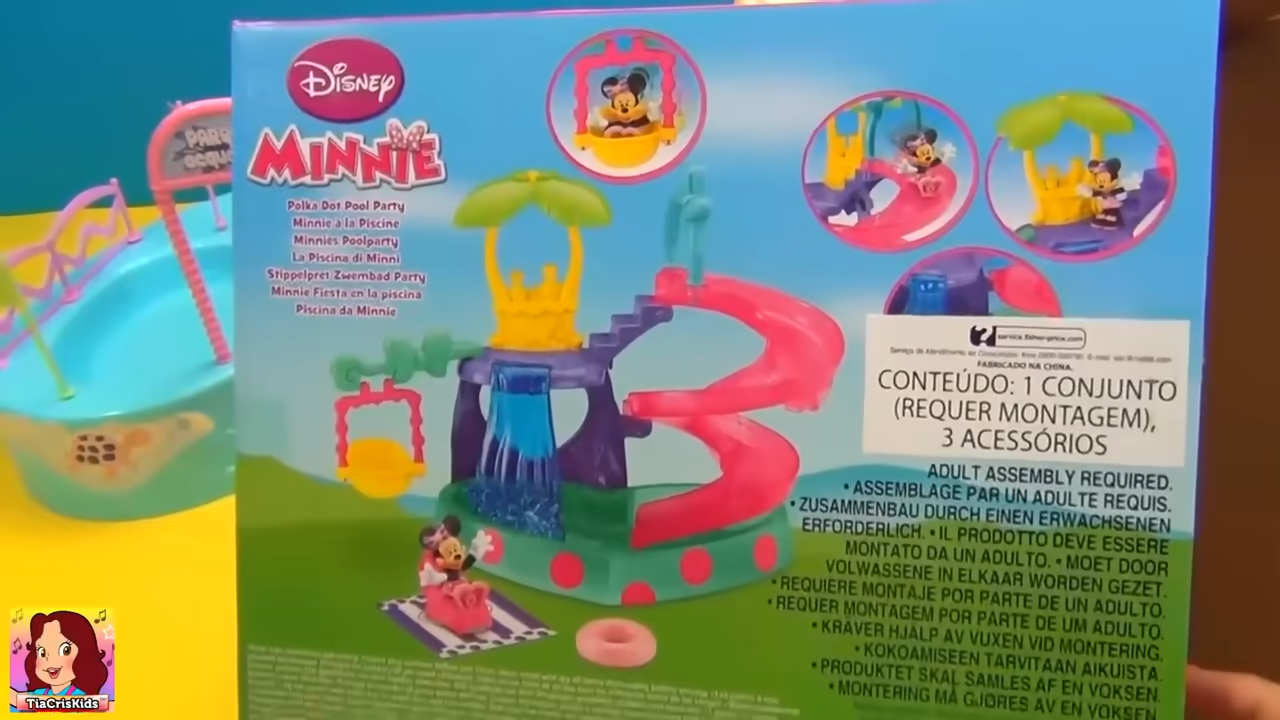 DISNEY
MINNIE
Polka Dot Pool Party
Minnie à la Piscine
Minnies Poolparty
La Piscina di Minni
Stippelpret Zwembad Party
Minnie Fiesta en la piscina
Piscina da Minnie
service.fisher-price.com
FABRICADO NA CHINA.
CONTEÚDO: 1 CONJUNTO
(REQUER MONTAGEM),
3 ACESSÓRIOS
ADULT ASSEMBLY REQUIRED.
• ASSEMBLAGE PAR UN ADULTE REQUIS.
• ZUSAMMENBAU DURCH EINEN ERWACHSENEN
ERFORDERLICH. • IL PRODOTTO DEVE ESSERE
MONTATO DA UN ADULTO. • MOET DOOR
VOLWASSENE IN ELKAAR WORDEN GEZET.
• REQUIERE MONTAJE POR PARTE DE UN ADULTO.
• REQUER MONTAGEM POR PARTE DE UM ADULTO.
• KRÄVER HJÄLP AV VUXEN VID MONTERING.
• KOKOAMISEEN TARVITAAN AIKUISTA.
• PRODUKTET SKAL SAMLES AF EN VOKSEN.
• MONTERING MÅ GJØRES AV EN VOKSEN.
TiaCrisKids